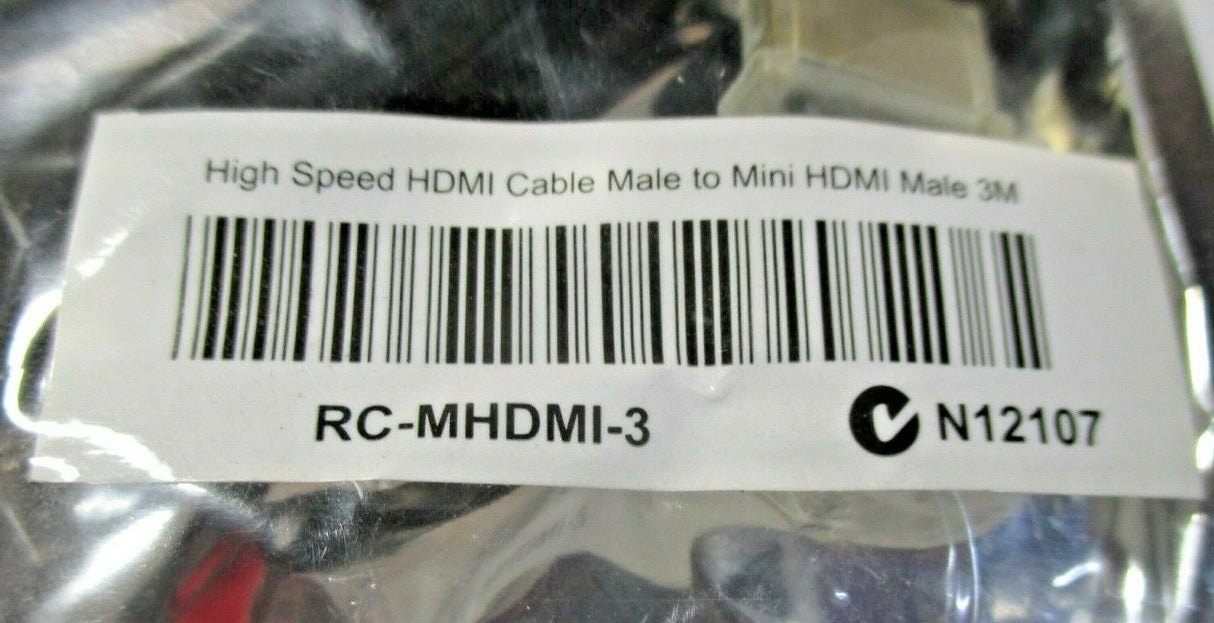 High Speed HDMI Cable Male to Mini HDMI Male 3M
RC-MHDMI-3
N12107